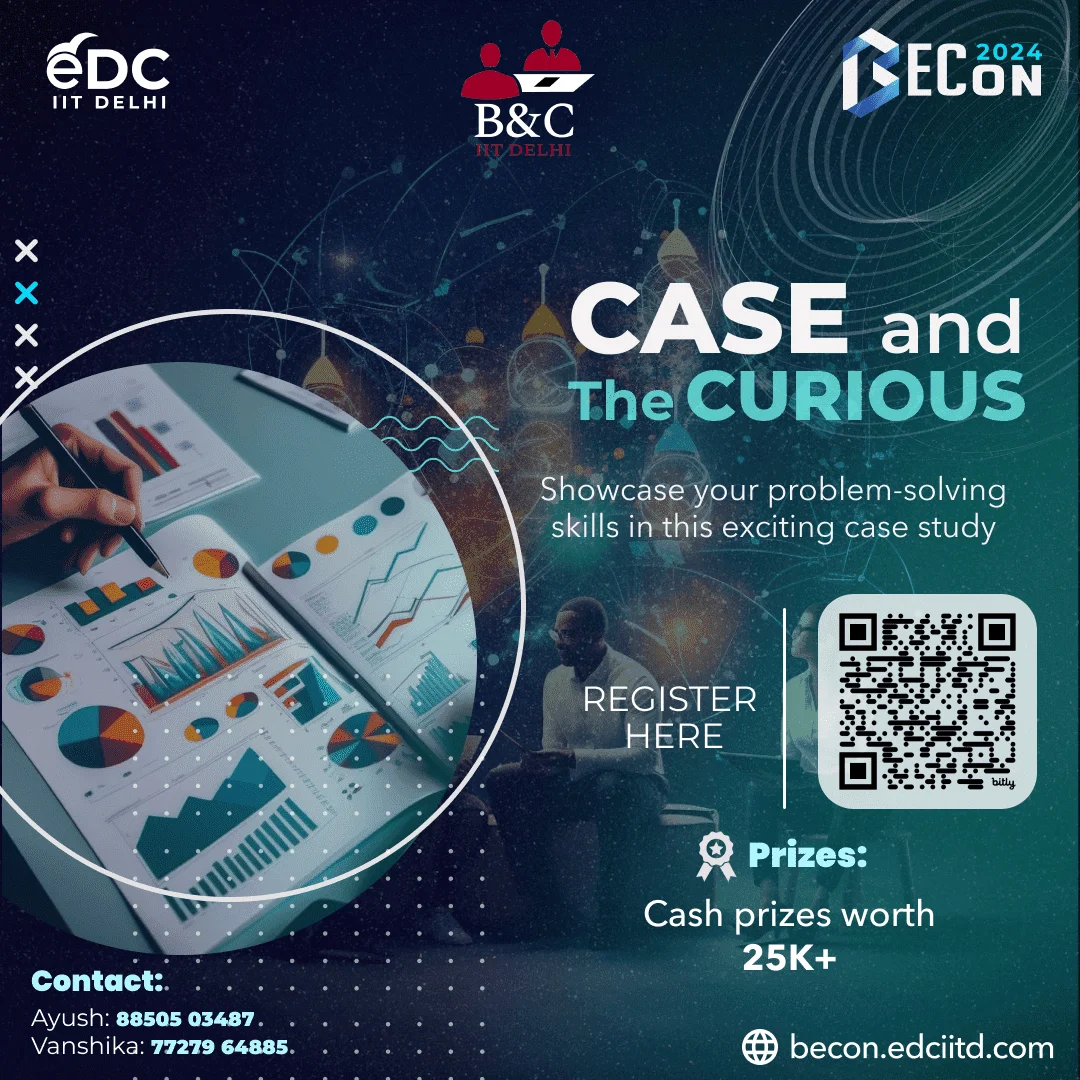 eDC
IIT DELHI
B&C
IIT DELHI
BECon 2024
CASE and
The CURIOUS
Showcase your problem-solving
skills in this exciting case study
REGISTER
HERE
bitly
Prizes:
Cash prizes worth
25K+
Contact:
Ayush: 88505 03487
Vanshika: 77279 64885
becon.edciitd.com